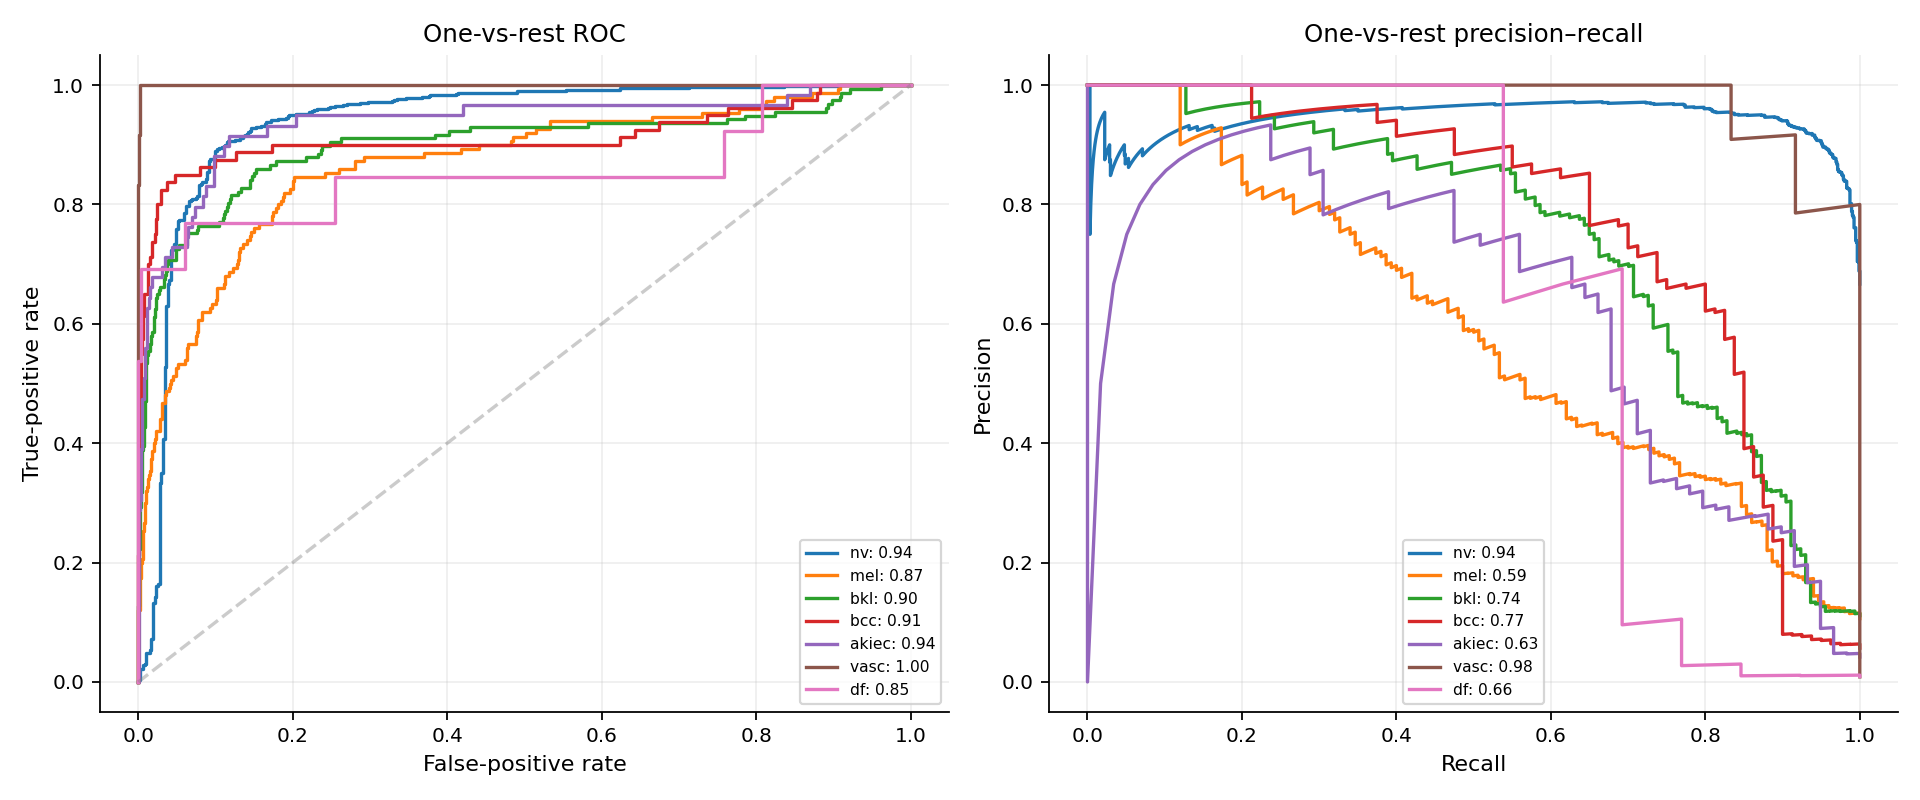 One-vs-rest ROC
True-positive rate
1.0
0.8
0.6
0.4
0.2
0.0
0.0 0.2 0.4 0.6 0.8 1.0
False-positive rate
nv: 0.94
mel: 0.87
bkl: 0.90
bcc: 0.91
akiec: 0.94
vasc: 1.00
df: 0.85
One-vs-rest precision–recall
Precision
1.0
0.8
0.6
0.4
0.2
0.0
0.0 0.2 0.4 0.6 0.8 1.0
Recall
nv: 0.94
mel: 0.59
bkl: 0.74
bcc: 0.77
akiec: 0.63
vasc: 0.98
df: 0.66